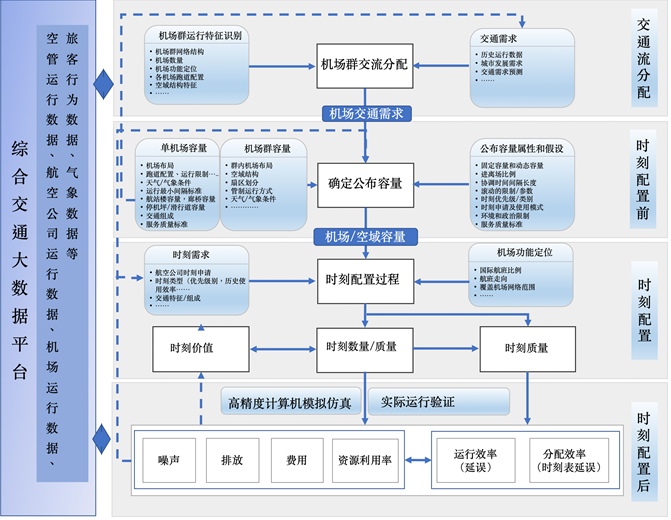 综合交通大数据平台
旅客行为数据、气象数据等
空管运行数据、航空公司运行数据、机场运行数据、
机场群运行特征识别
• 机场群网络结构
• 机场数量
• 机场功能定位
• 各机场跑道配置
• 空域结构特征
• ……
机场群交流分配
交通需求
• 历史运行数据
• 城市发展需求
• 交通需求预测
• ……
交通流分配
机场交通需求
单机场容量
• 机场布局
• 跑道配置、运行限制…
• 天气/气象条件
• 运行最小间隔标准
• 航站楼容量、廊桥容量
• 停机坪/滑行道容量
• 交通组成
• 服务质量标准
机场群容量
• 群内机场布局
• 空域结构
• 扇区划分
• 管制运行方式
• 天气/气象条件
• …………
确定公布容量
公布容量属性和假设
• 固定容量和动态容量
• 进离场比例
• 协调时间间隔长度
• 滚动的限制/参数
• 时刻优先级/类别
• 时刻申请及使用模式
• 环境和政治限制
• 服务质量标准
时刻配置前
机场/空域容量
时刻需求
• 航空公司时刻申请
• 时刻类型（优先级别，历史使
用效率……
• 交通特征/组成
• ……
时刻配置过程
机场功能定位
• 国际航班比例
• 航班走向
• 覆盖机场网络范围
• ……
时刻配置
时刻价值
时刻数量/质量
时刻质量
高精度计算机模拟仿真
实际运行验证
噪声
排放
费用
资源利用率
运行效率
（延误）
分配效率
（时刻表延误）
时刻配置后